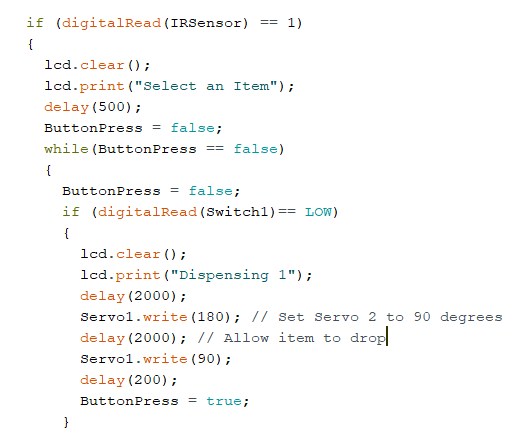 if (digitalRead(IRSensor) == 1)
{
lcd.clear();
lcd.print("Select an Item");
delay(500);
ButtonPress = false;
while(ButtonPress == false)
{
ButtonPress = false;
if (digitalRead(Switch1)== LOW)
{
lcd.clear();
lcd.print("Dispensing 1");
delay(2000);
Servo1.write(180); // Set Servo 2 to 90 degrees
delay(2000); // Allow item to drop
Servo1.write(90);
delay(200);
ButtonPress = true;
}